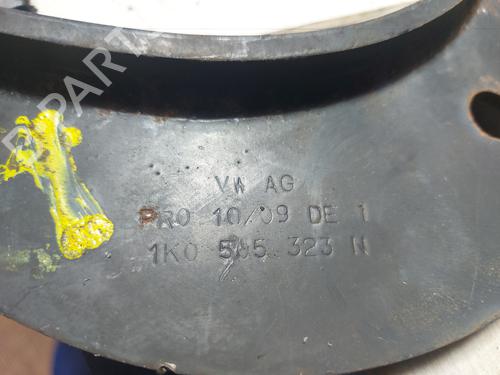 VW AG
PRO 10/09 DE 1
1K0 505 323 N
B PARTS